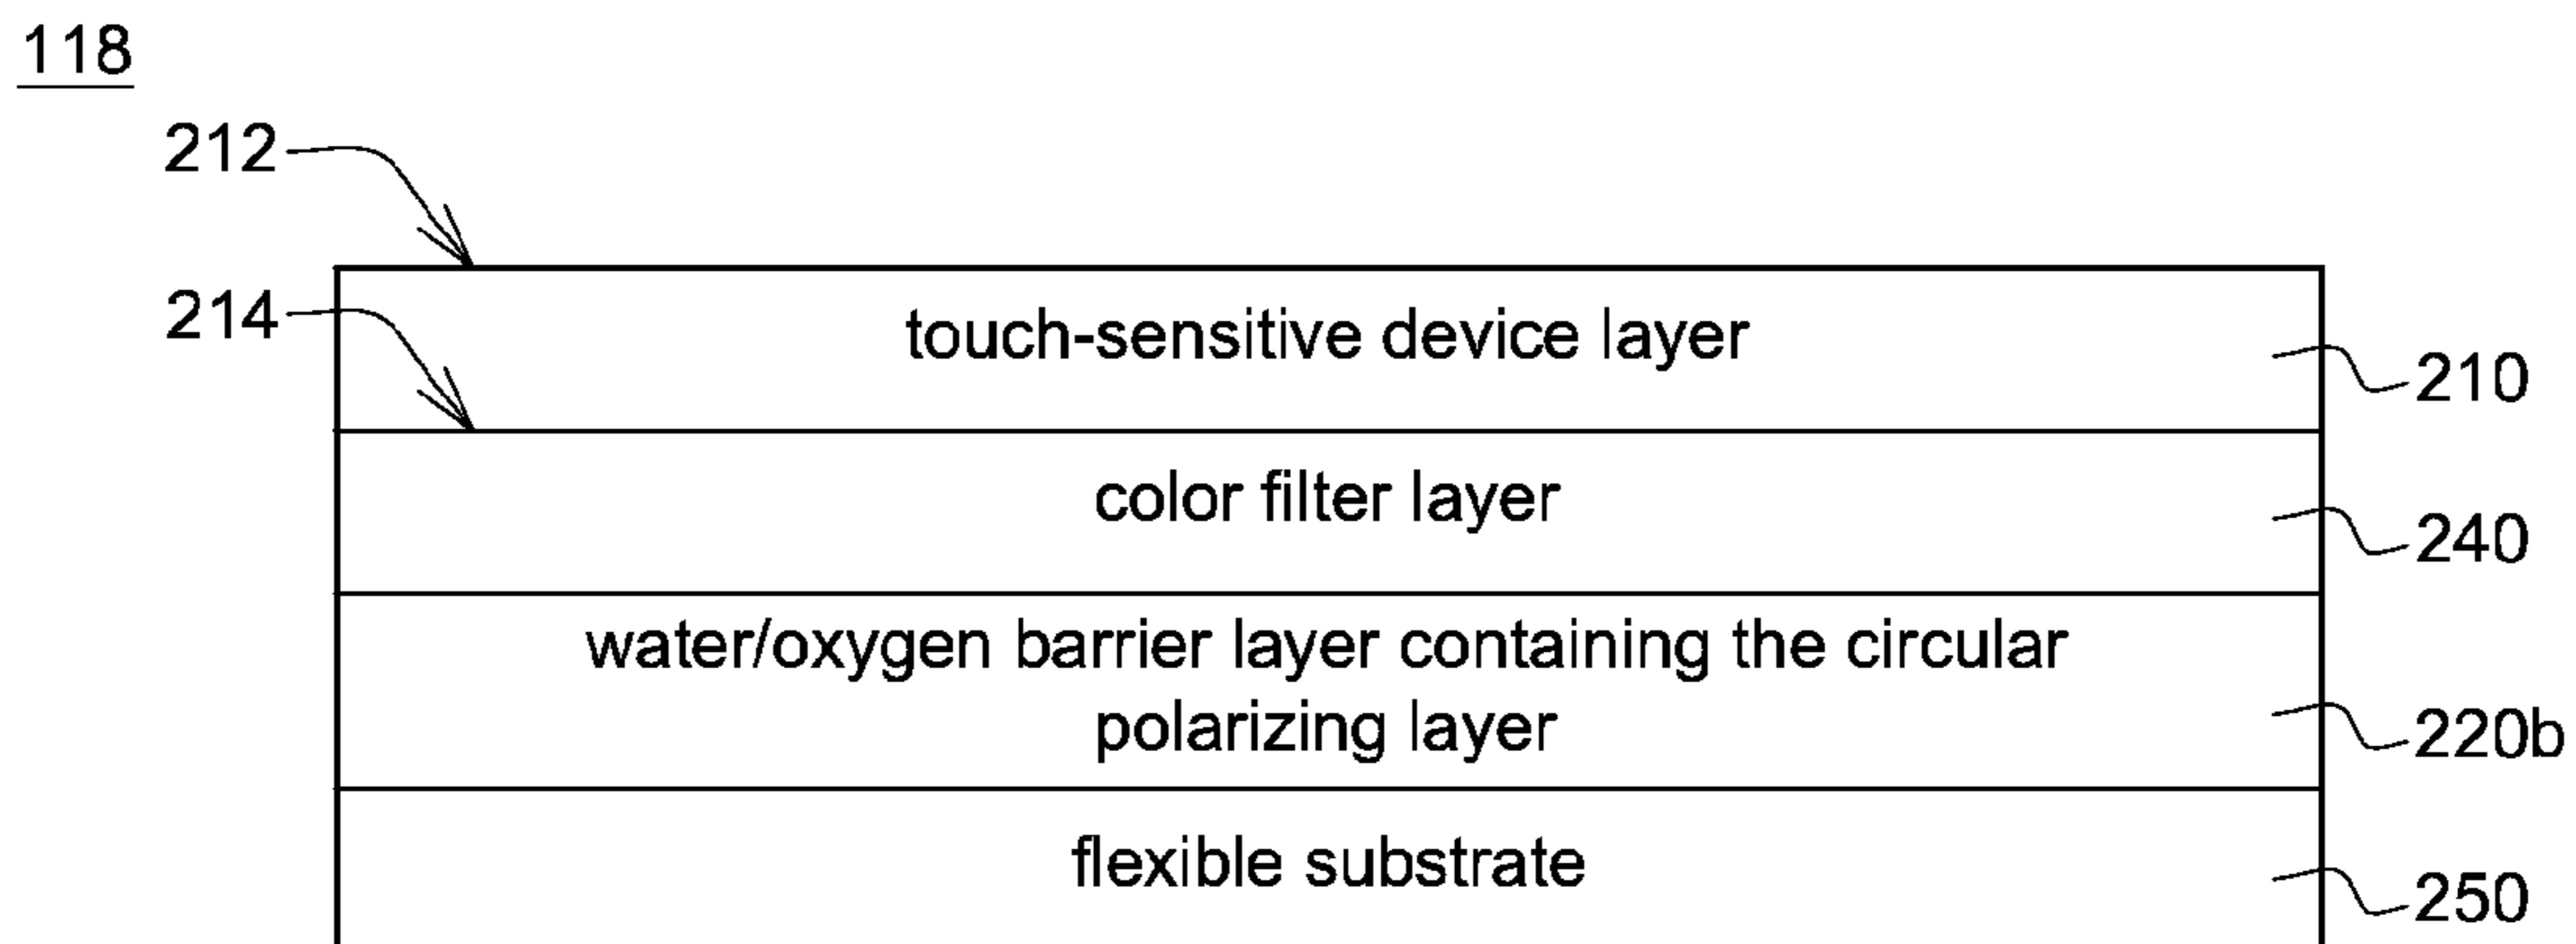 118
212
214
touch-sensitive device layer
210
color filter layer
240
water/oxygen barrier layer containing the circular
polarizing layer
220b
flexible substrate
250